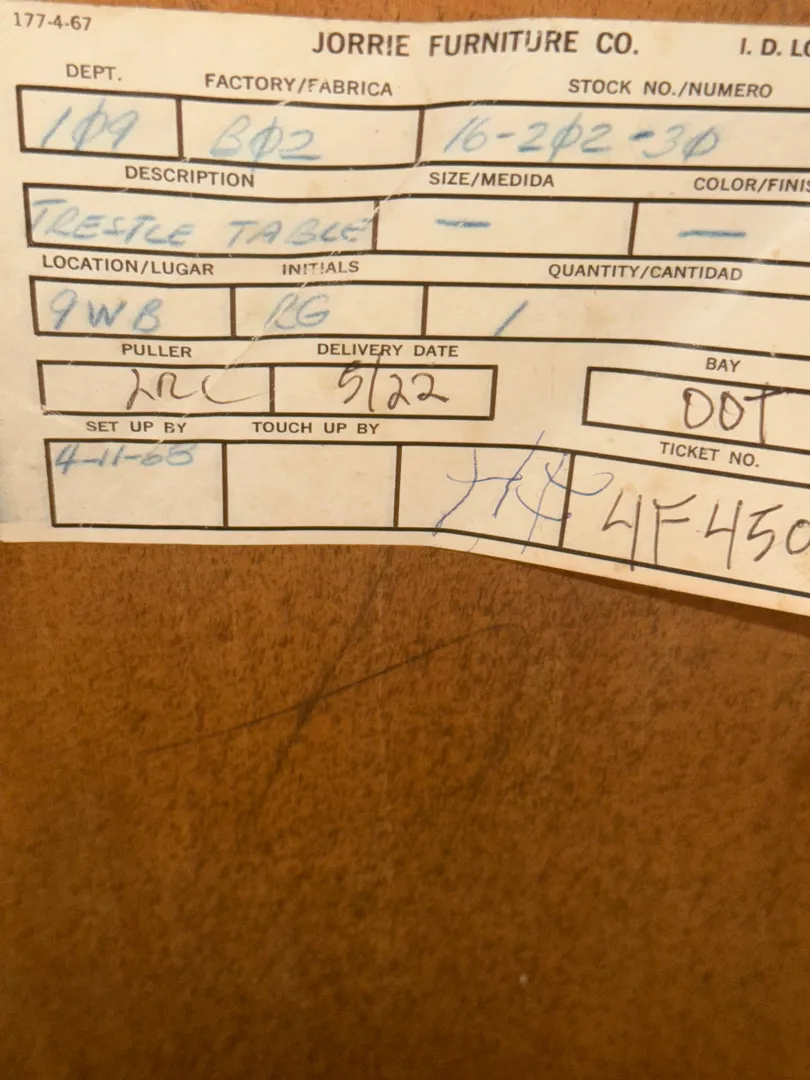 177-4-67
JORRIE FURNITURE CO. I. D. LO
DEPT. FACTORY/FABRICA STOCK NO./NUMERO
1Ø9 BØ2 16-2Ø2-3Ø
DESCRIPTION SIZE/MEDIDA COLOR/FINIS
TRESTLE TABLE — —
LOCATION/LUGAR INITIALS QUANTITY/CANTIDAD
9WB RG 1
PULLER DELIVERY DATE BAY
5/22 OOT
SET UP BY TOUCH UP BY TICKET NO.
4-11-68 4F450